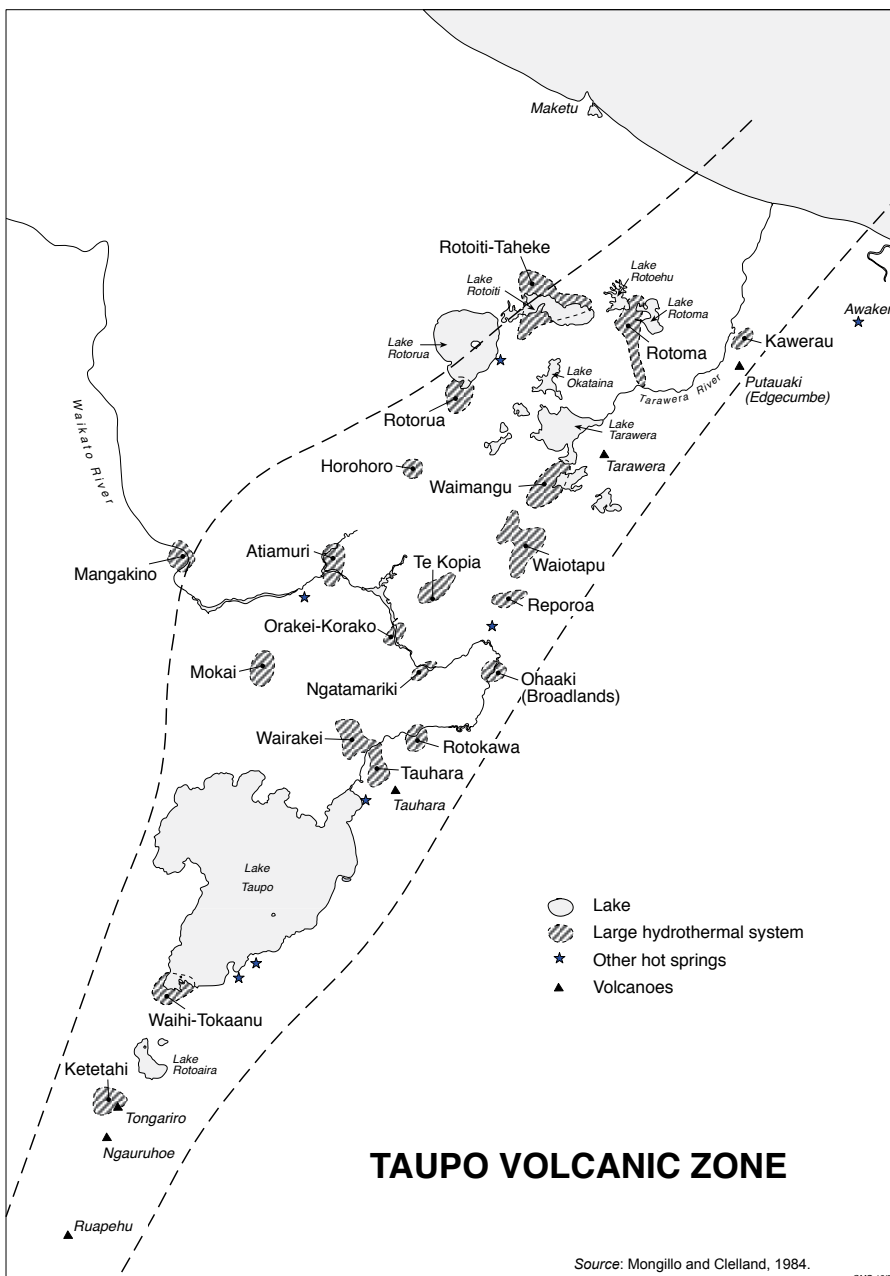 Maketu
Rotoiti-Taheke
Lake
Rotoehu
Lake
Rotoiti
Lake
Rotoma
Awaker
Lake
Rotorua
Kawerau
Rotoma
Lake
Okataina
Putauaki
(Edgecumbe)
Tarawera River
Rotorua
Waikato River
Lake
Tarawera
Horohoro
Tarawera
Waimangu
Atiamuri
Te Kopia
Waiotapu
Mangakino
Reporoa
Orakei-Korako
Mokai
Ngatamariki
Ohaaki
(Broadlands)
Wairakei
Rotokawa
Tauhara
Tauhara
Lake
Taupo
Lake
Large hydrothermal system
Other hot springs
Volcanoes
Waihi-Tokaanu
Lake
Rotoaira
Ketetahi
Tongariro
Ngauruhoe
TAUPO VOLCANIC ZONE
Ruapehu
Source: Mongillo and Clelland, 1984.